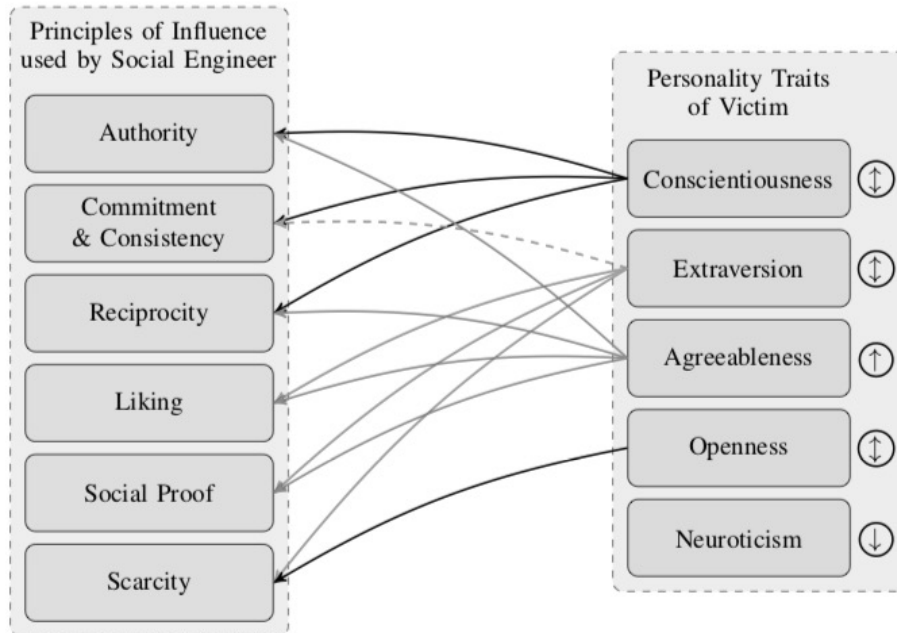 Principles of Influence
used by Social Engineer
Authority
Commitment
& Consistency
Reciprocity
Liking
Social Proof
Scarcity
Personality Traits
of Victim
Conscientiousness
Extraversion
Agreeableness
Openness
Neuroticism